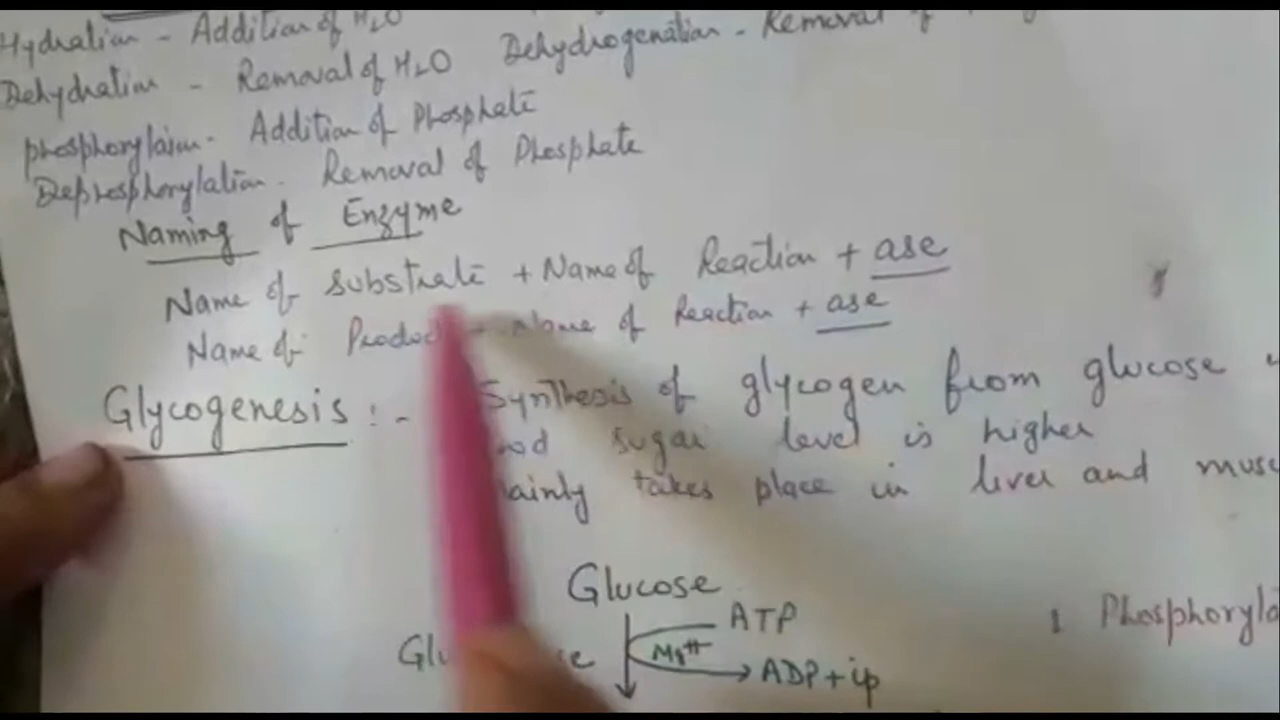 Hydration - Addition of H2O
Dehydration - Removal of H2O Dehydrogenation - Removal of
phosphorylaion - Addition of Phosphate
Dephosphorylation - Removal of Phosphate
Naming of Enzyme
Name of substrate + Name of Reaction + ase
Name of Product + Name of Reaction + ase
Glycogenesis :- Synthesis of glycogen from glucose
sugar level is higher
takes place in liver and
Glucose
ATP
1 Phosphoryla
Mg++
ADP + ip